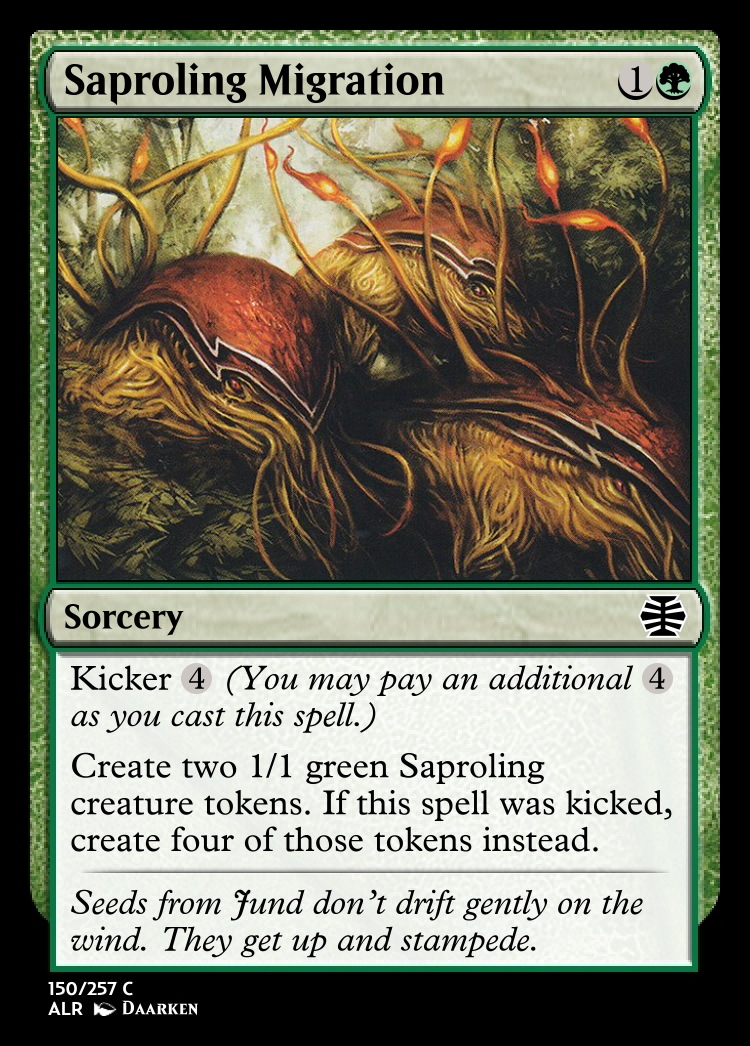 Saproling Migration 1
Sorcery
Kicker 4 (You may pay an additional 4
as you cast this spell.)
Create two 1/1 green Saproling
creature tokens. If this spell was kicked,
create four of those tokens instead.
Seeds from Jund don't drift gently on the
wind. They get up and stampede.
150/257 C
ALR Daarken